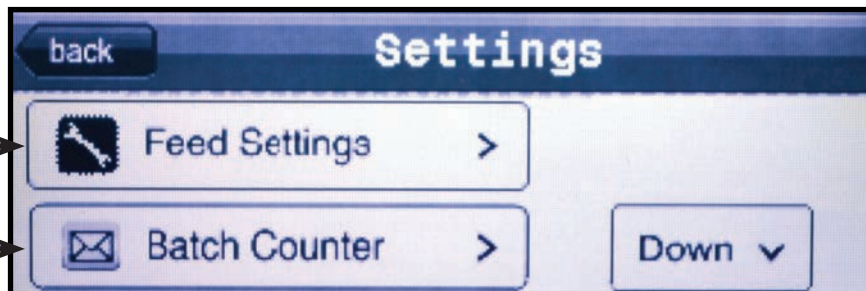 back
Settings
Feed Settings >
Batch Counter >
Down